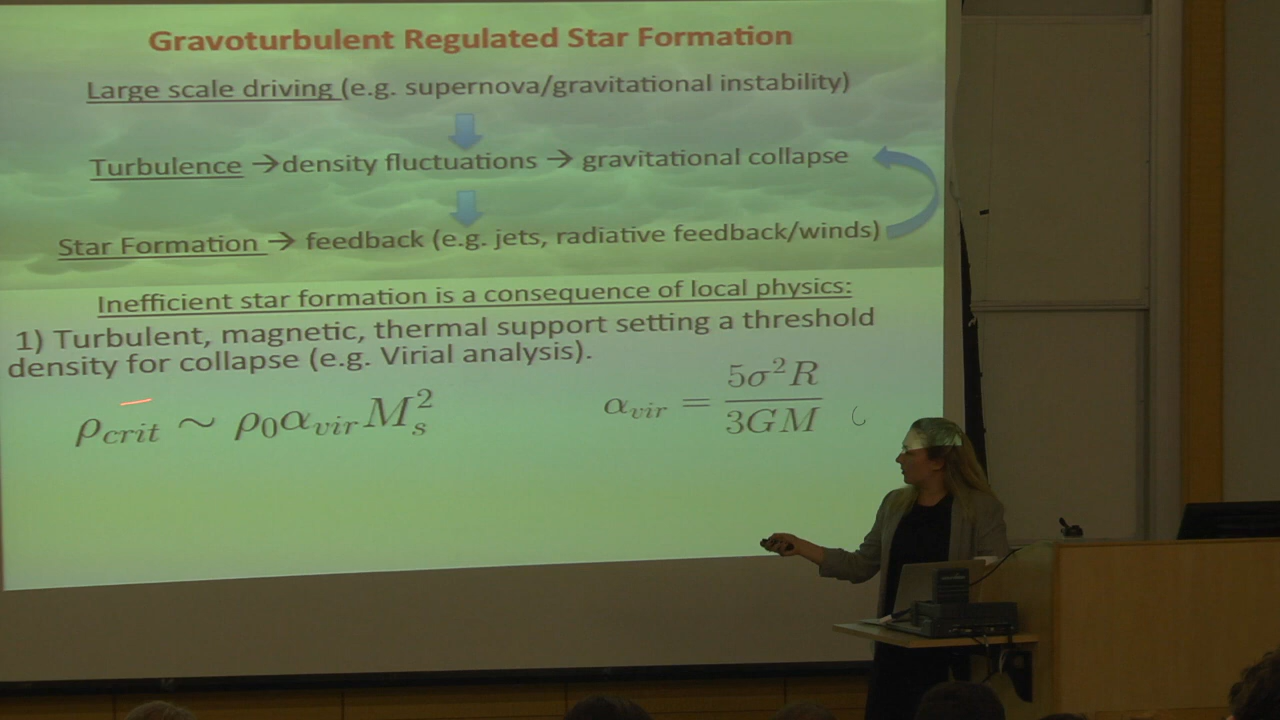 Gravoturbulent Regulated Star Formation
Large scale driving (e.g. supernova/gravitational instability)
Turbulence → density fluctuations → gravitational collapse
Star Formation → feedback (e.g. jets, radiative feedback/winds)
Inefficient star formation is a consequence of local physics:
1) Turbulent, magnetic, thermal support setting a threshold
density for collapse (e.g. Virial analysis).
ρ_crit ∼ ρ_0 α_vir M_s^2
α_vir = 5σ^2R / 3GM